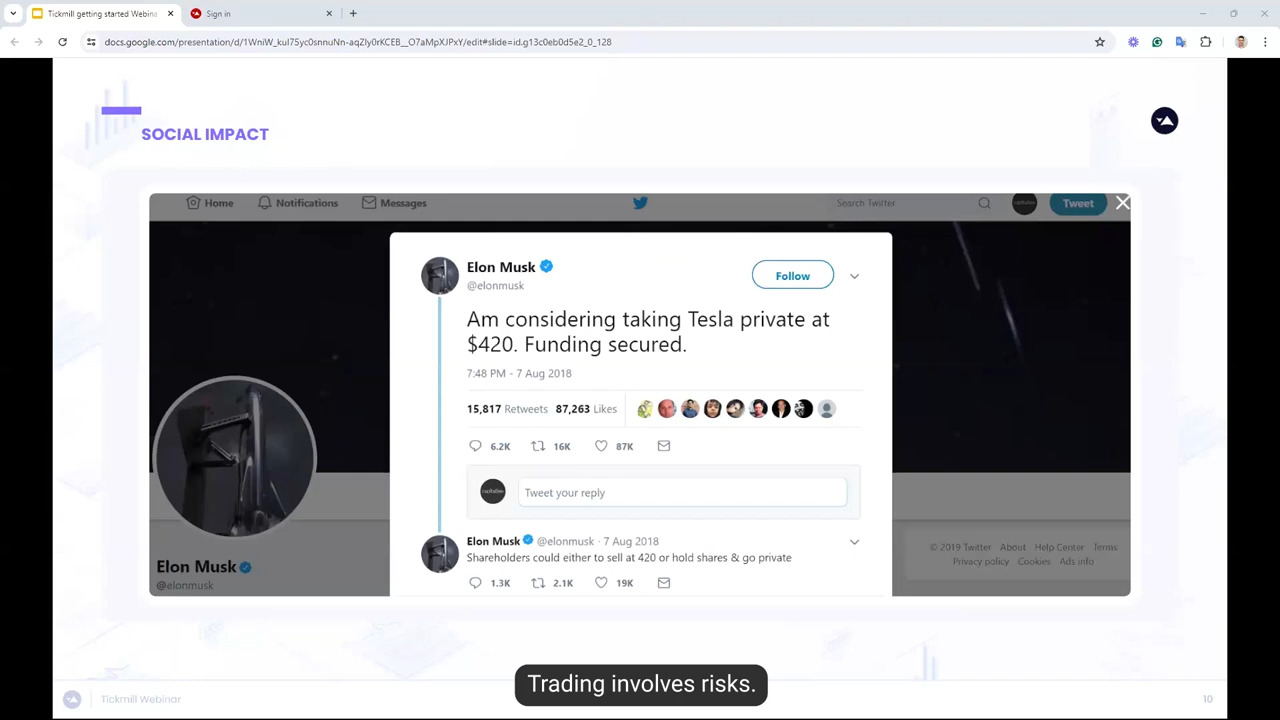 Tickmill getting started Webina
Sign in
docs.google.com/presentation/d/1WniW_kuI75yc0snnuNn-aqZIy0rKCEB__O7aMpXJPxY/edit#slide=id.g13c0eb0d5e2_0_128
SOCIAL IMPACT
Home
Notifications
Messages
Search Twitter
Tweet
Elon Musk
@elonmusk
Follow
Am considering taking Tesla private at
$420. Funding secured.
7:48 PM - 7 Aug 2018
15,817 Retweets 87,263 Likes
6.2K 16K 87K
Tweet your reply
Elon Musk @elonmusk · 7 Aug 2018
Shareholders could either to sell at 420 or hold shares & go private
1.3K 2.1K 19K
Elon Musk
@elonmusk
© 2019 Twitter About Help Center Terms
Privacy policy Cookies Ads info
Trading involves risks.
Tickmill Webinar
10